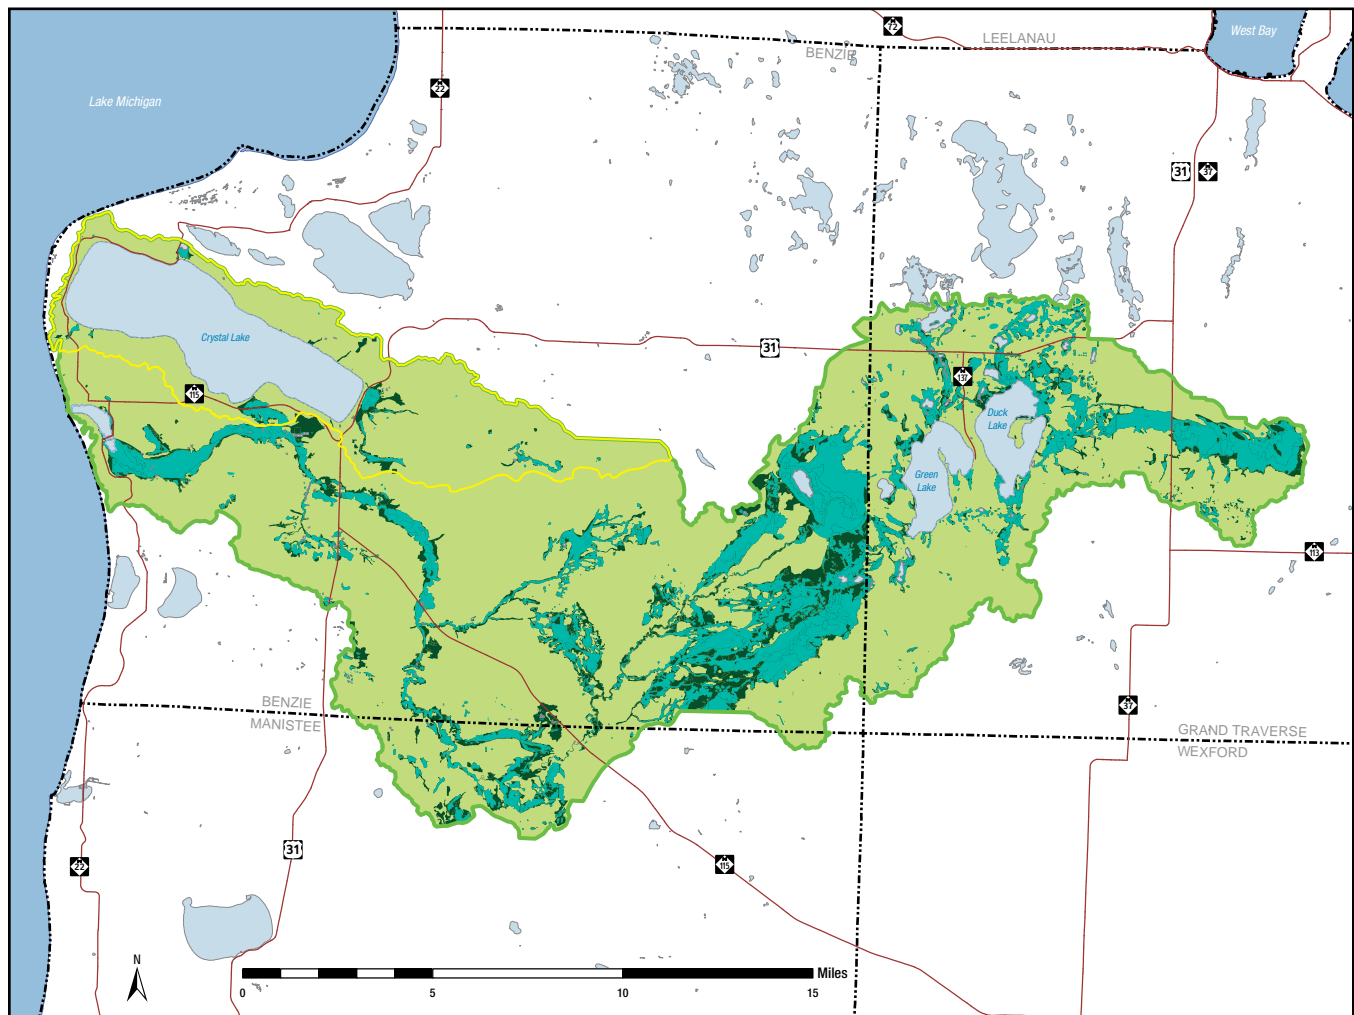 72
LEELANAU
West Bay
BENZIE
22
Lake Michigan
31
37
Crystal Lake
31
M
137
M
115
Duck
Lake
Green
Lake
M
113
BENZIE
MANISTEE
M
37
GRAND TRAVERSE
WEXFORD
31
M
22
M
115
N
Miles
0
5
10
15